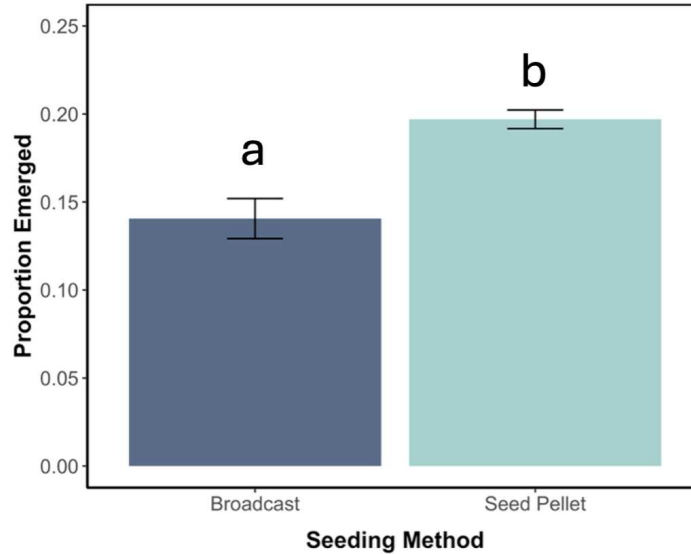 0.25
b
0.20
a
0.15
0.10
0.05
0.00
Proportion Emerged
Broadcast Seed Pellet
Seeding Method